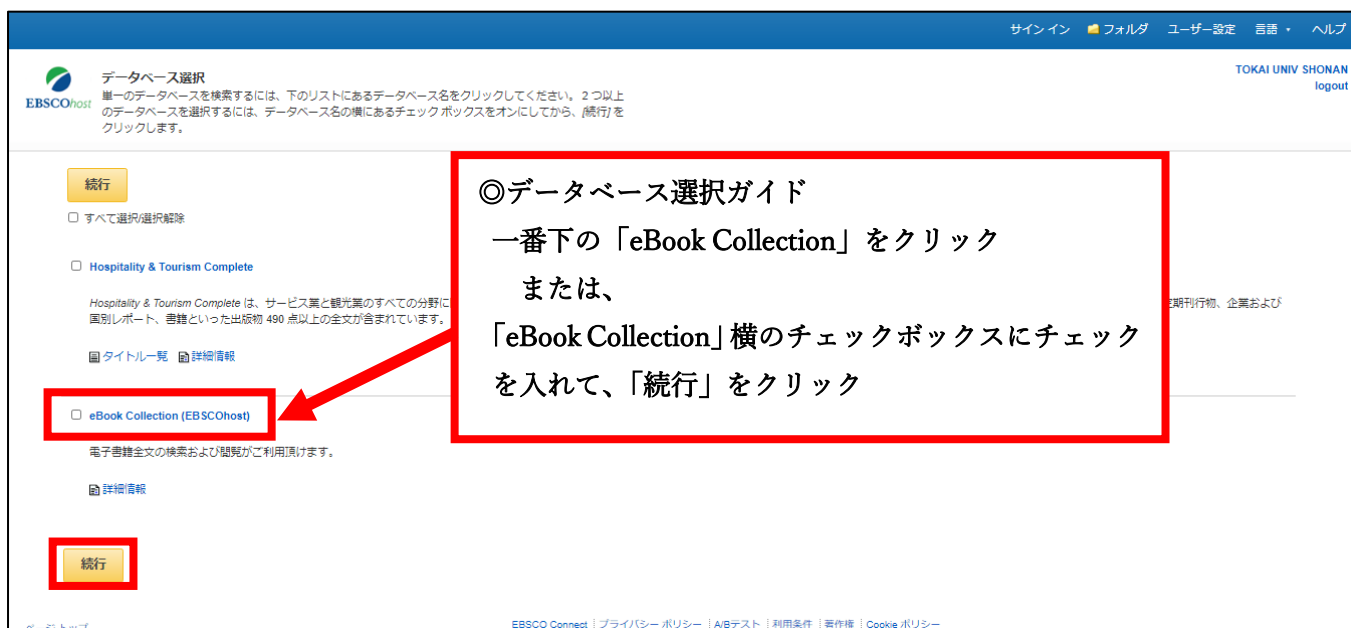 サインイン フォルダ ユーザー設定 言語 ヘルプ
TOKAI UNIV SHONAN
logout
EBSCOhost
データベース選択
単一のデータベースを検索するには、下のリストにあるデータベース名をクリックしてください。 2 つ以上
のデータベースを選択するには、データベース名の横にあるチェック ボックスをオンにしてから、[続行] を
クリックします。
続行
すべて選択/選択解除
◎データベース選択ガイド
一番下の「eBook Collection」をクリック
または、
「eBook Collection」横のチェックボックスにチェック
を入れて、「続行」をクリック
Hospitality & Tourism Complete
Hospitality & Tourism Complete は、サービス業と観光業のすべての分野に 定期刊行物、企業および
国別レポート、書籍といった出版物 490 点以上の全文が含まれています。
タイトル一覧 詳細情報
eBook Collection (EBSCOhost)
電子書籍全文の検索および閲覧がご利用頂けます。
詳細情報
続行
EBSCO Connect プライバシー ポリシー A/Bテスト 利用条件 著作権 Cookie ポリシー